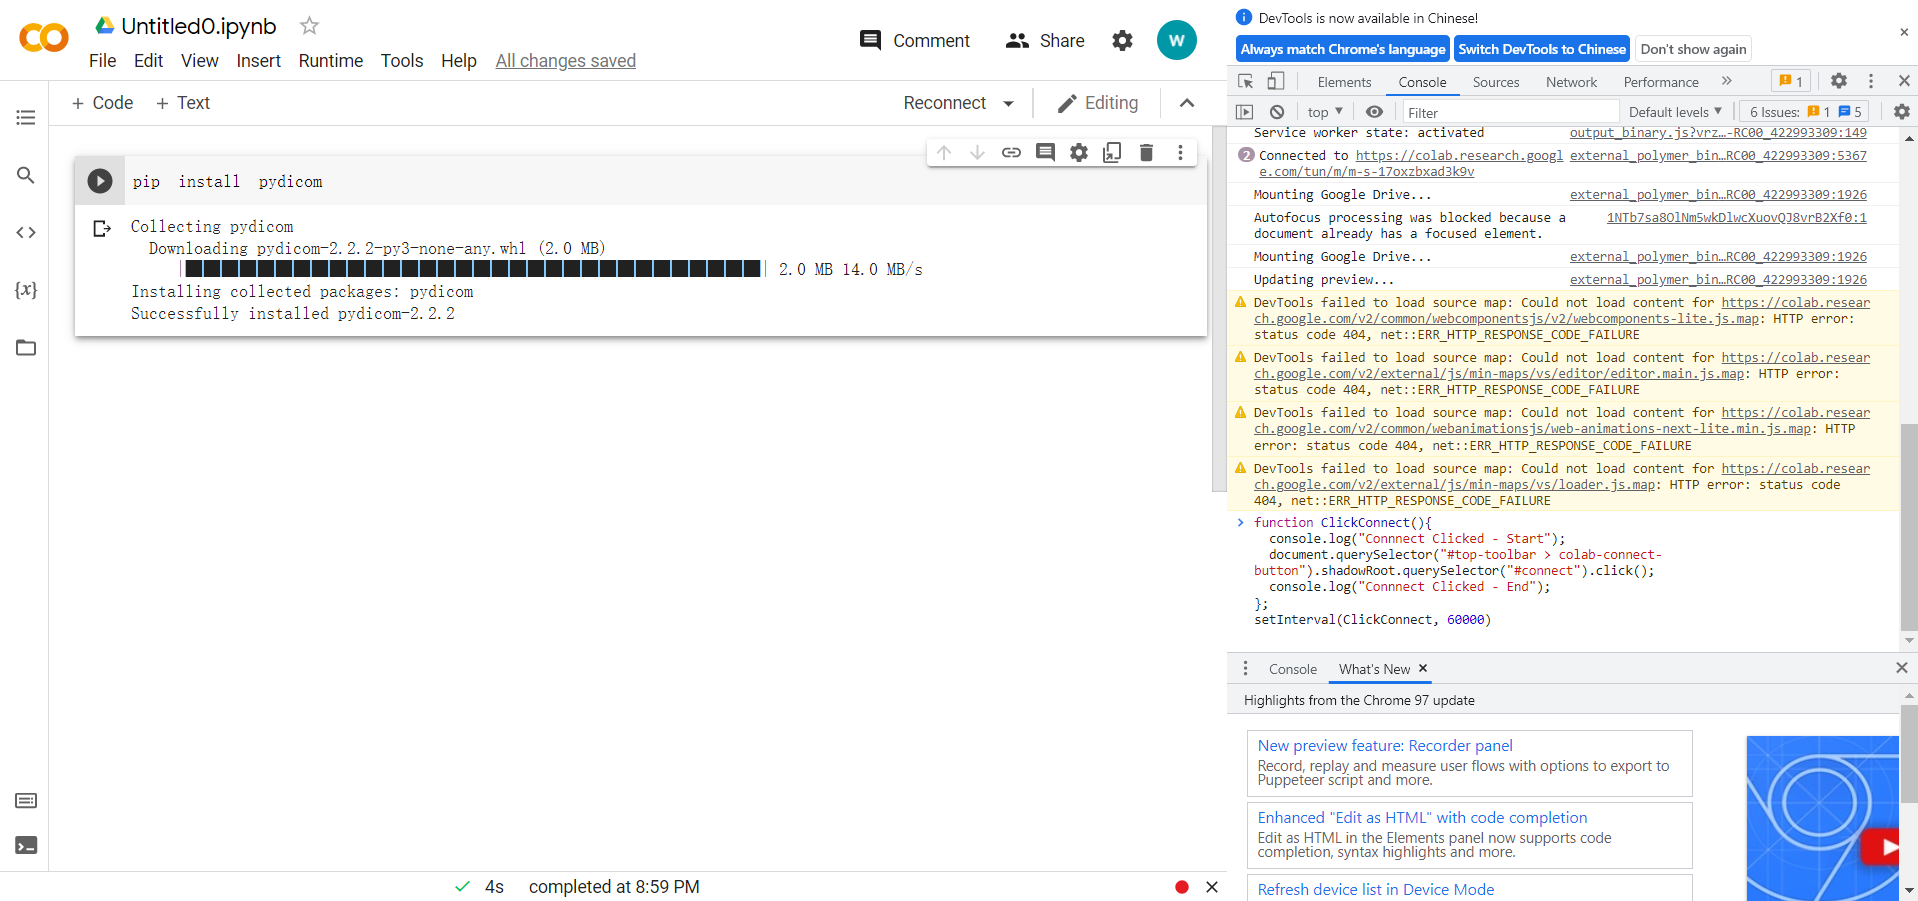 Untitled0.ipynb
File Edit View Insert Runtime Tools Help All changes saved
Comment Share W
+ Code + Text
Reconnect Editing
pip install pydicom
Collecting pydicom
Downloading pydicom-2.2.2-py3-none-any.whl (2.0 MB)
2.0 MB 14.0 MB/s
Installing collected packages: pydicom
Successfully installed pydicom-2.2.2
{x}
4s completed at 8:59 PM
DevTools is now available in Chinese!
Always match Chrome's language Switch DevTools to Chinese Don't show again
Elements Console Sources Network Performance » 1
top Filter Default levels 6 Issues: 1 5
Service worker state: activated output_binary.js?vrz…-RC00_422993309:149
2 Connected to https://colab.research.googl external_polymer_bin…RC00_422993309:5367
e.com/tun/m/m-s-17oxzbxad3k9v
Mounting Google Drive... external_polymer_bin…RC00_422993309:1926
Autofocus processing was blocked because a 1NTb7sa8OlNm5wkDlwcXuovQJ8vrB2Xf0:1
document already has a focused element.
Mounting Google Drive... external_polymer_bin…RC00_422993309:1926
Updating preview... external_polymer_bin…RC00_422993309:1926
DevTools failed to load source map: Could not load content for https://colab.resear
ch.google.com/v2/common/webcomponentsjs/v2/webcomponents-lite.js.map: HTTP error:
status code 404, net::ERR_HTTP_RESPONSE_CODE_FAILURE
DevTools failed to load source map: Could not load content for https://colab.resear
ch.google.com/v2/external/js/min-maps/vs/editor/editor.main.js.map: HTTP error:
status code 404, net::ERR_HTTP_RESPONSE_CODE_FAILURE
DevTools failed to load source map: Could not load content for https://colab.resear
ch.google.com/v2/common/webanimationsjs/web-animations-next-lite.min.js.map: HTTP
error: status code 404, net::ERR_HTTP_RESPONSE_CODE_FAILURE
DevTools failed to load source map: Could not load content for https://colab.resear
ch.google.com/v2/external/js/min-maps/vs/loader.js.map: HTTP error: status code
404, net::ERR_HTTP_RESPONSE_CODE_FAILURE
function ClickConnect(){
console.log("Connnect Clicked - Start");
document.querySelector("#top-toolbar > colab-connect-
button").shadowRoot.querySelector("#connect").click();
console.log("Connnect Clicked - End");
};
setInterval(ClickConnect, 60000)
Console What's New
Highlights from the Chrome 97 update
New preview feature: Recorder panel
Record, replay and measure user flows with options to export to
Puppeteer script and more.
Enhanced "Edit as HTML" with code completion
Edit as HTML in the Elements panel now supports code
completion, syntax highlights and more.
Refresh device list in Device Mode